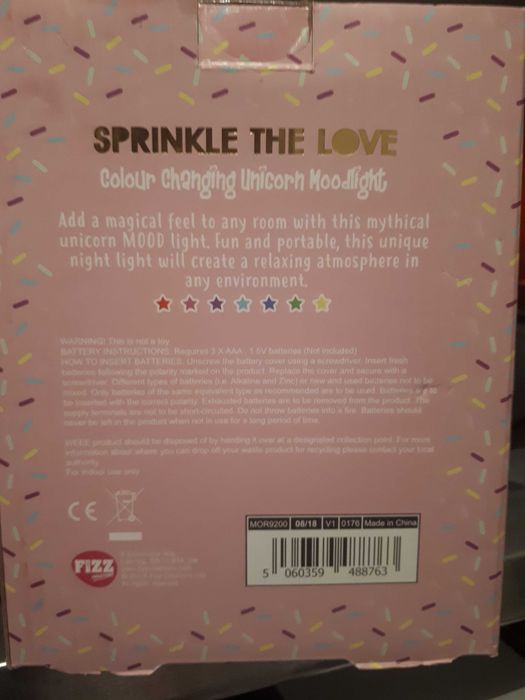 SPRINKLE THE LOVE
Colour Changing Unicorn Moodlight
Add a magical feel to any room with this mythical
unicorn MOOD light. Fun and portable, this unique
night light will create a relaxing atmosphere in
any environment.
WARNING! This is not a toy
BATTERY INSTRUCTIONS: Requires 3 X AAA , 1.5V batteries (Not included)
HOW TO INSERT BATTERIES: Unscrew the battery cover using a screwdriver. Insert fresh
batteries following the polarity marked on the product. Replace the cover and secure with a
screwdriver. Different types of batteries (i.e. Alkaline and Zinc) or new and used batteries not to be
mixed. Only batteries of the same equivalent type as recommended are to be used. Batteries are to
be inserted with the correct polarity. Exhausted batteries are to be removed from the product. The
supply terminals are not to be short-circuited. Do not throw batteries into a fire. Batteries should
never be left in the product when not in use for a long period of time.
WEEE product should be disposed of by handing it over at a designated collection point. For more
information about where you can drop off your waste product for recycling please contact your local
authority.
For indoor use only
CE
MOR9200 08/18 V1 0176 Made in China
5 060359 488763
FIZZ